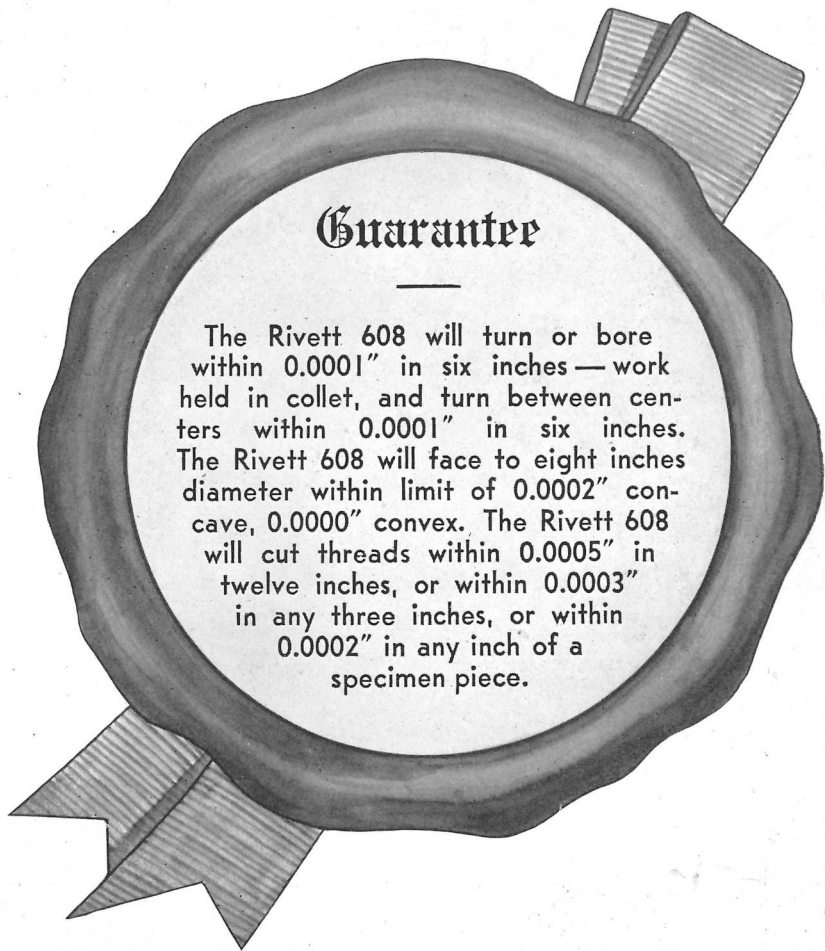 Guarantee
The Rivett 608 will turn or bore
within 0.0001″ in six inches — work
held in collet, and turn between cen-
ters within 0.0001″ in six inches.
The Rivett 608 will face to eight inches
diameter within limit of 0.0002″ con-
cave, 0.0000″ convex. The Rivett 608
will cut threads within 0.0005″ in
twelve inches, or within 0.0003″
in any three inches, or within
0.0002″ in any inch of a
specimen piece.